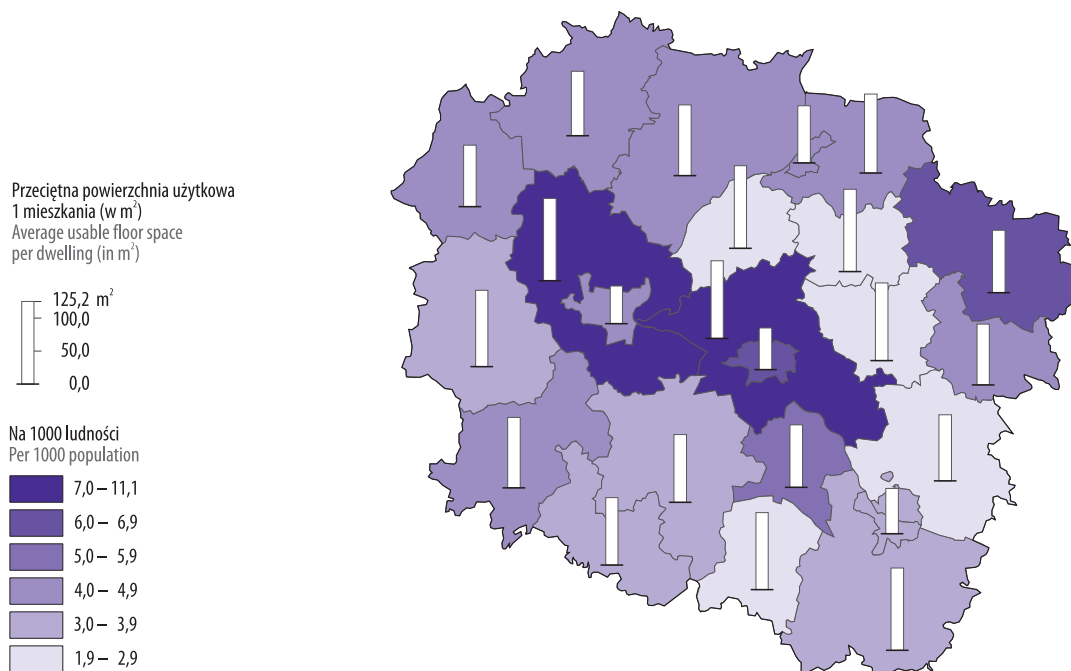 Przeciętna powierzchnia użytkowa
1 mieszkania (w m²)
Average usable floor space
per dwelling (in m²)
125,2 m²
100,0
50,0
0,0
Na 1000 ludności
Per 1000 population
7,0 – 11,1
6,0 – 6,9
5,0 – 5,9
4,0 – 4,9
3,0 – 3,9
1,9 – 2,9